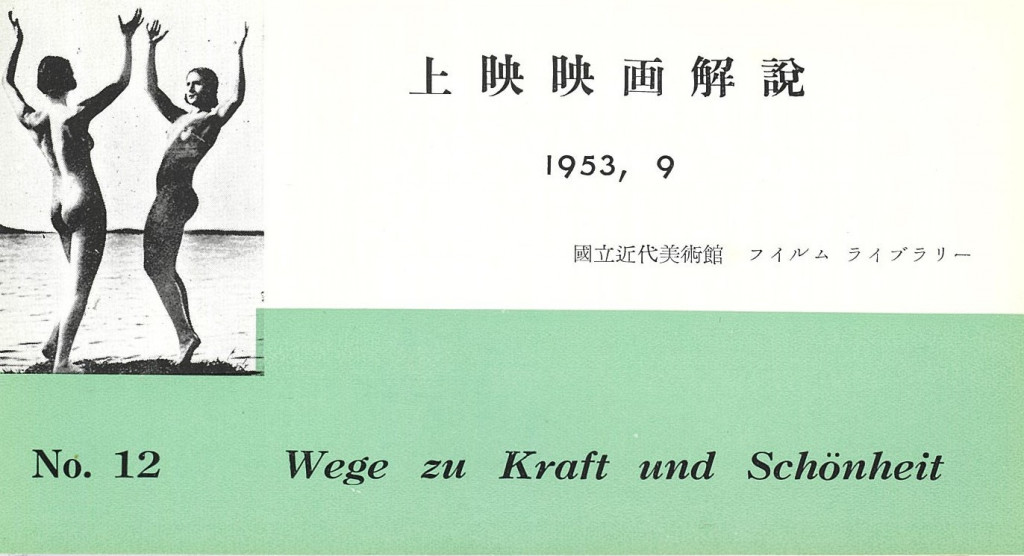 上映映画解說
1953, 9
國立近代美術館 フイルム ライブラリー
No. 12 Wege zu Kraft und Schönheit